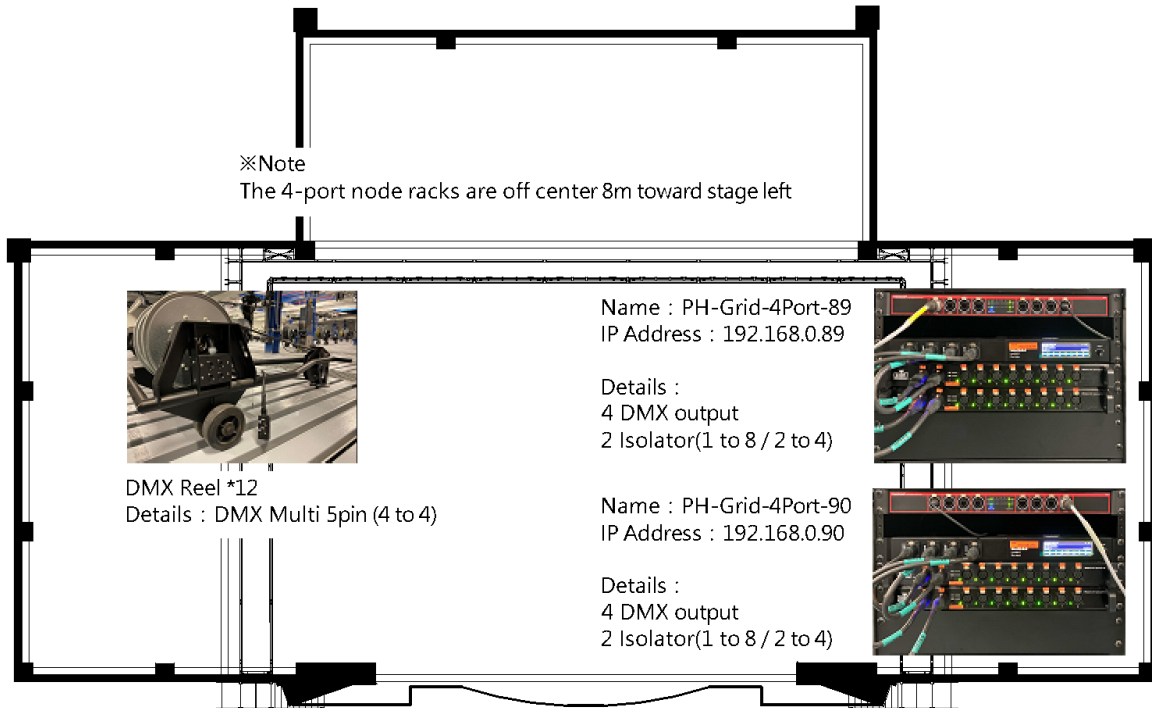 ※Note
The 4-port node racks are off center 8m toward stage left
Name : PH-Grid-4Port-89
IP Address : 192.168.0.89
Details :
4 DMX output
2 Isolator(1 to 8 / 2 to 4)
DMX Reel *12
Details : DMX Multi 5pin (4 to 4)
Name : PH-Grid-4Port-90
IP Address : 192.168.0.90
Details :
4 DMX output
2 Isolator(1 to 8 / 2 to 4)